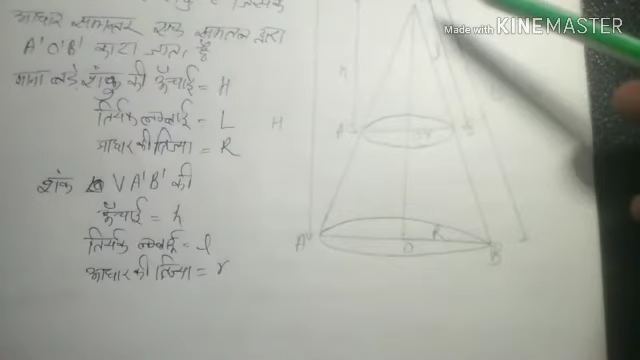 आधार समान्तर एक समतल द्वारा
A' O' B' काटा जाता है
माना बड़े शंकु की ऊँचाई = H
तिर्यक लम्बाई = L
आधार की त्रिज्या = R
शंकु VA'B' की
ऊँचाई = h
तिर्यक लम्बाई = l
आधार की त्रिज्या = r
H
h
A'
B'
A
O
R
B
Made with KINEMASTER